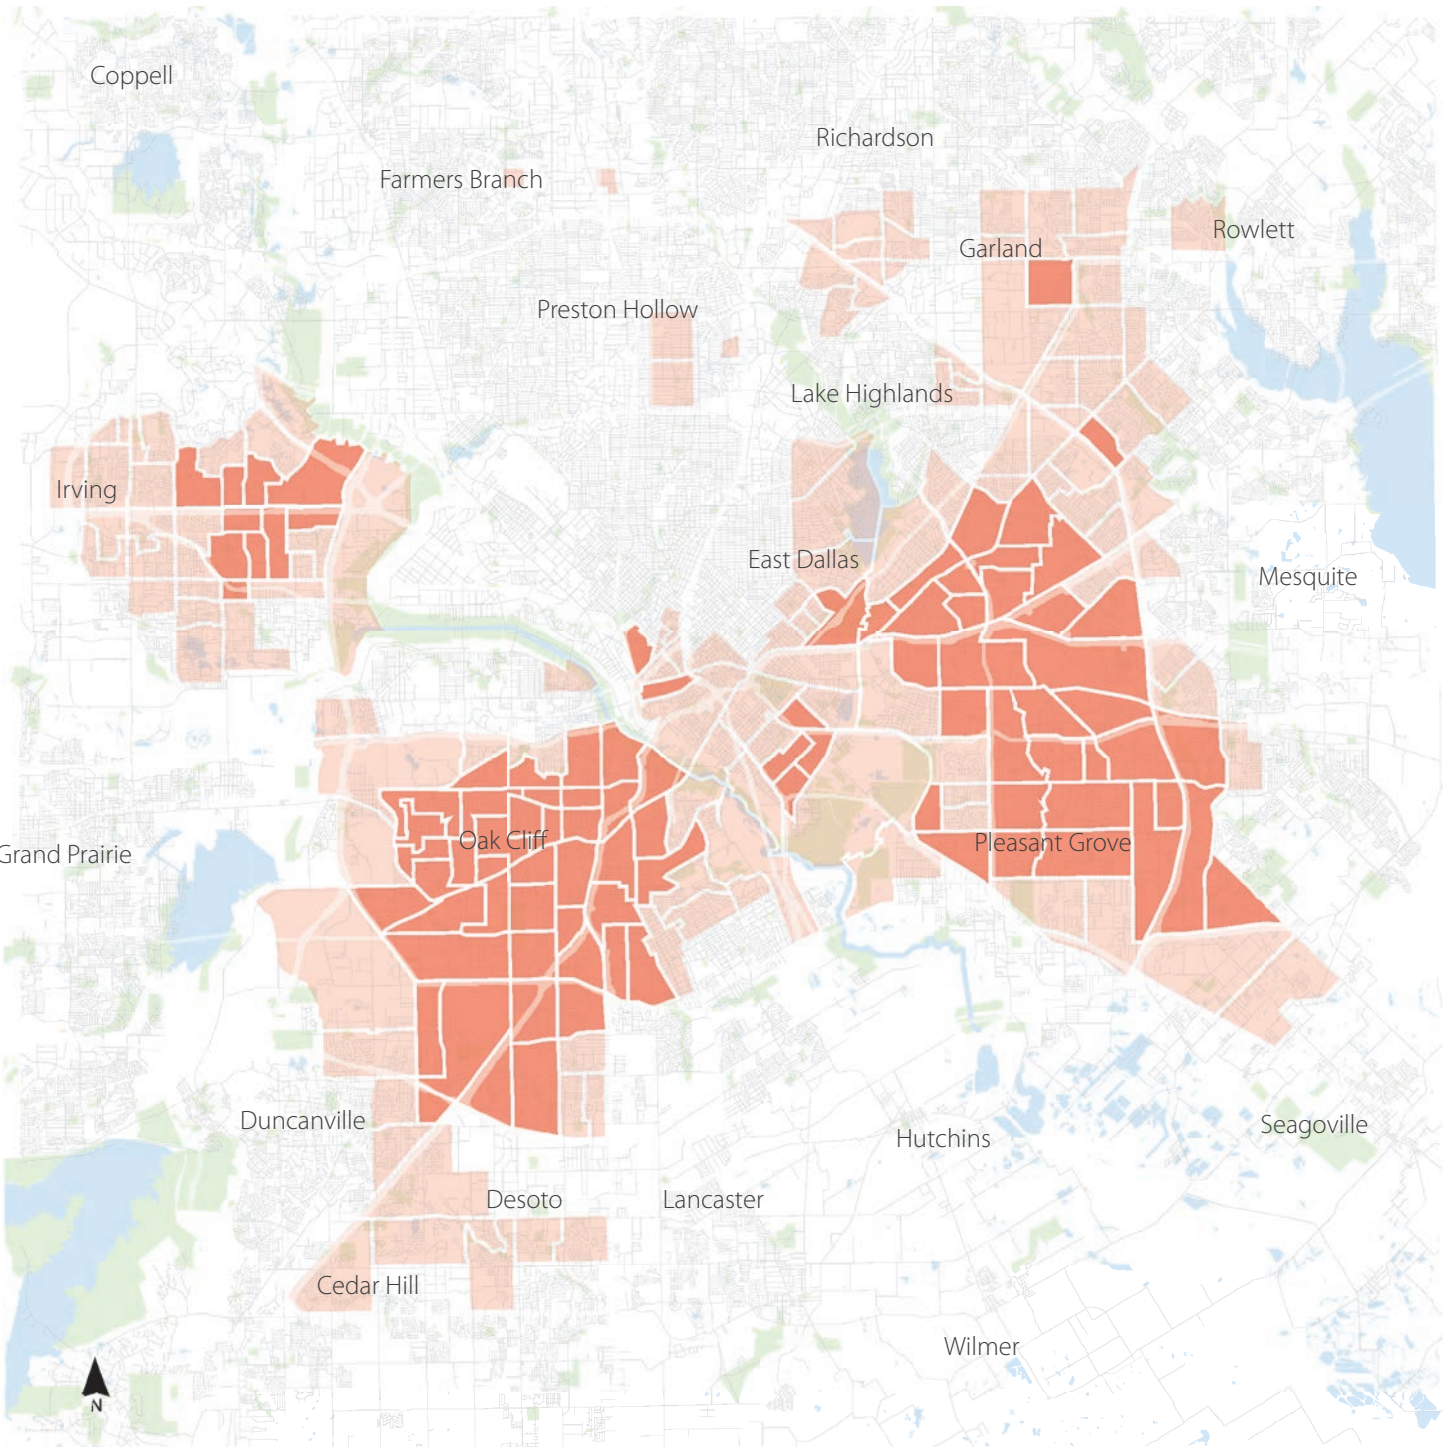 Coppell
Richardson
Farmers Branch
Rowlett
Garland
Preston Hollow
Lake Highlands
Irving
East Dallas
Mesquite
Oak Cliff
Pleasant Grove
Grand Prairie
Duncanville
Seagoville
Hutchins
Desoto
Lancaster
Cedar Hill
Wilmer
N